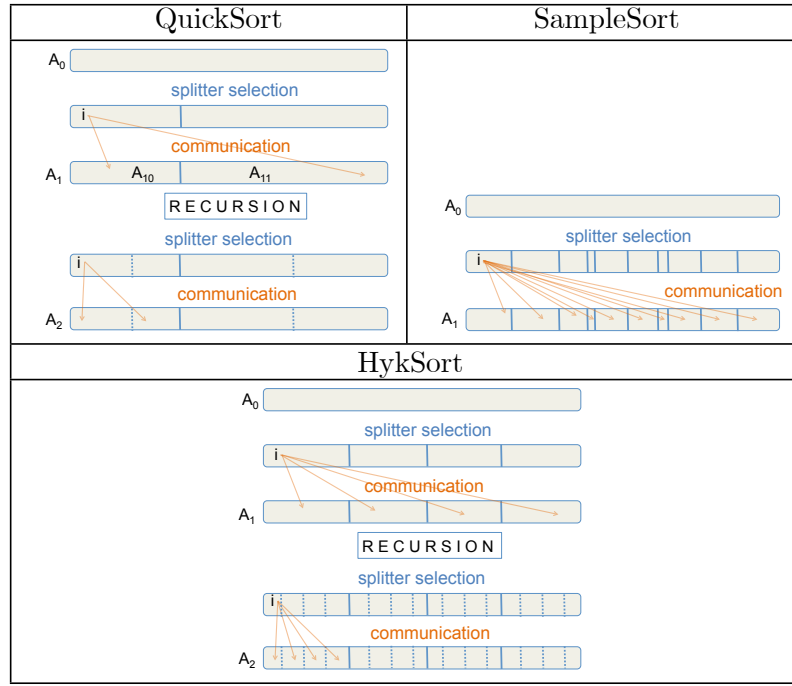 QuickSort
A0
splitter selection
i
communication
A1
A10
A11
RECURSION
splitter selection
i
communication
A2
SampleSort
A0
splitter selection
i
communication
A1
HykSort
A0
splitter selection
i
communication
A1
RECURSION
splitter selection
i
communication
A2